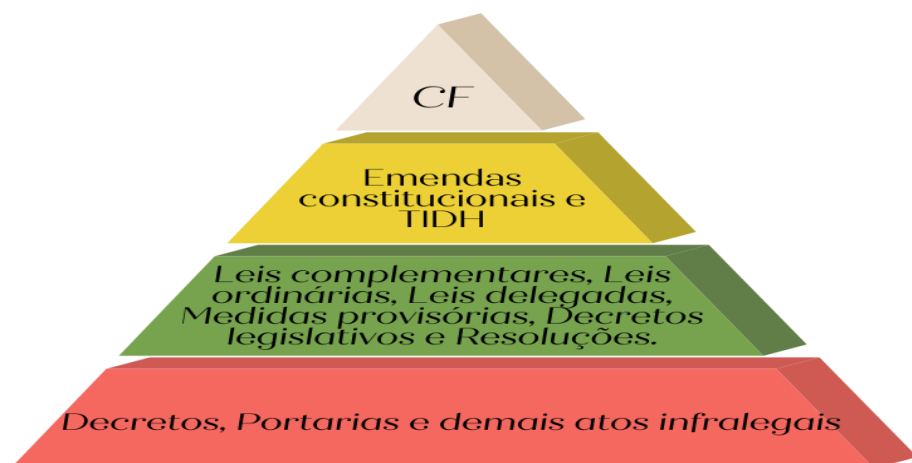 CF
Emendas
constitucionais e
TIDH
Leis complementares, Leis
ordinárias, Leis delegadas,
Medidas provisórias, Decretos
legislativos e Resoluções.
Decretos, Portarias e demais atos infralegais